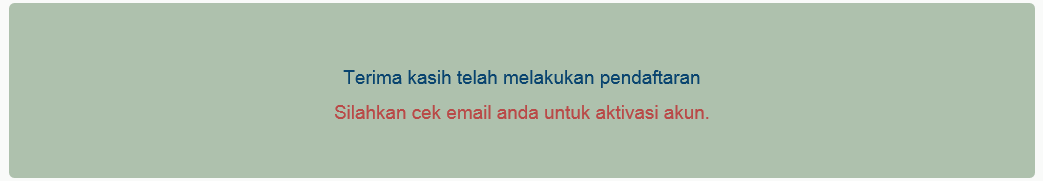 Terima kasih telah melakukan pendaftaran
Silahkan cek email anda untuk aktivasi akun.